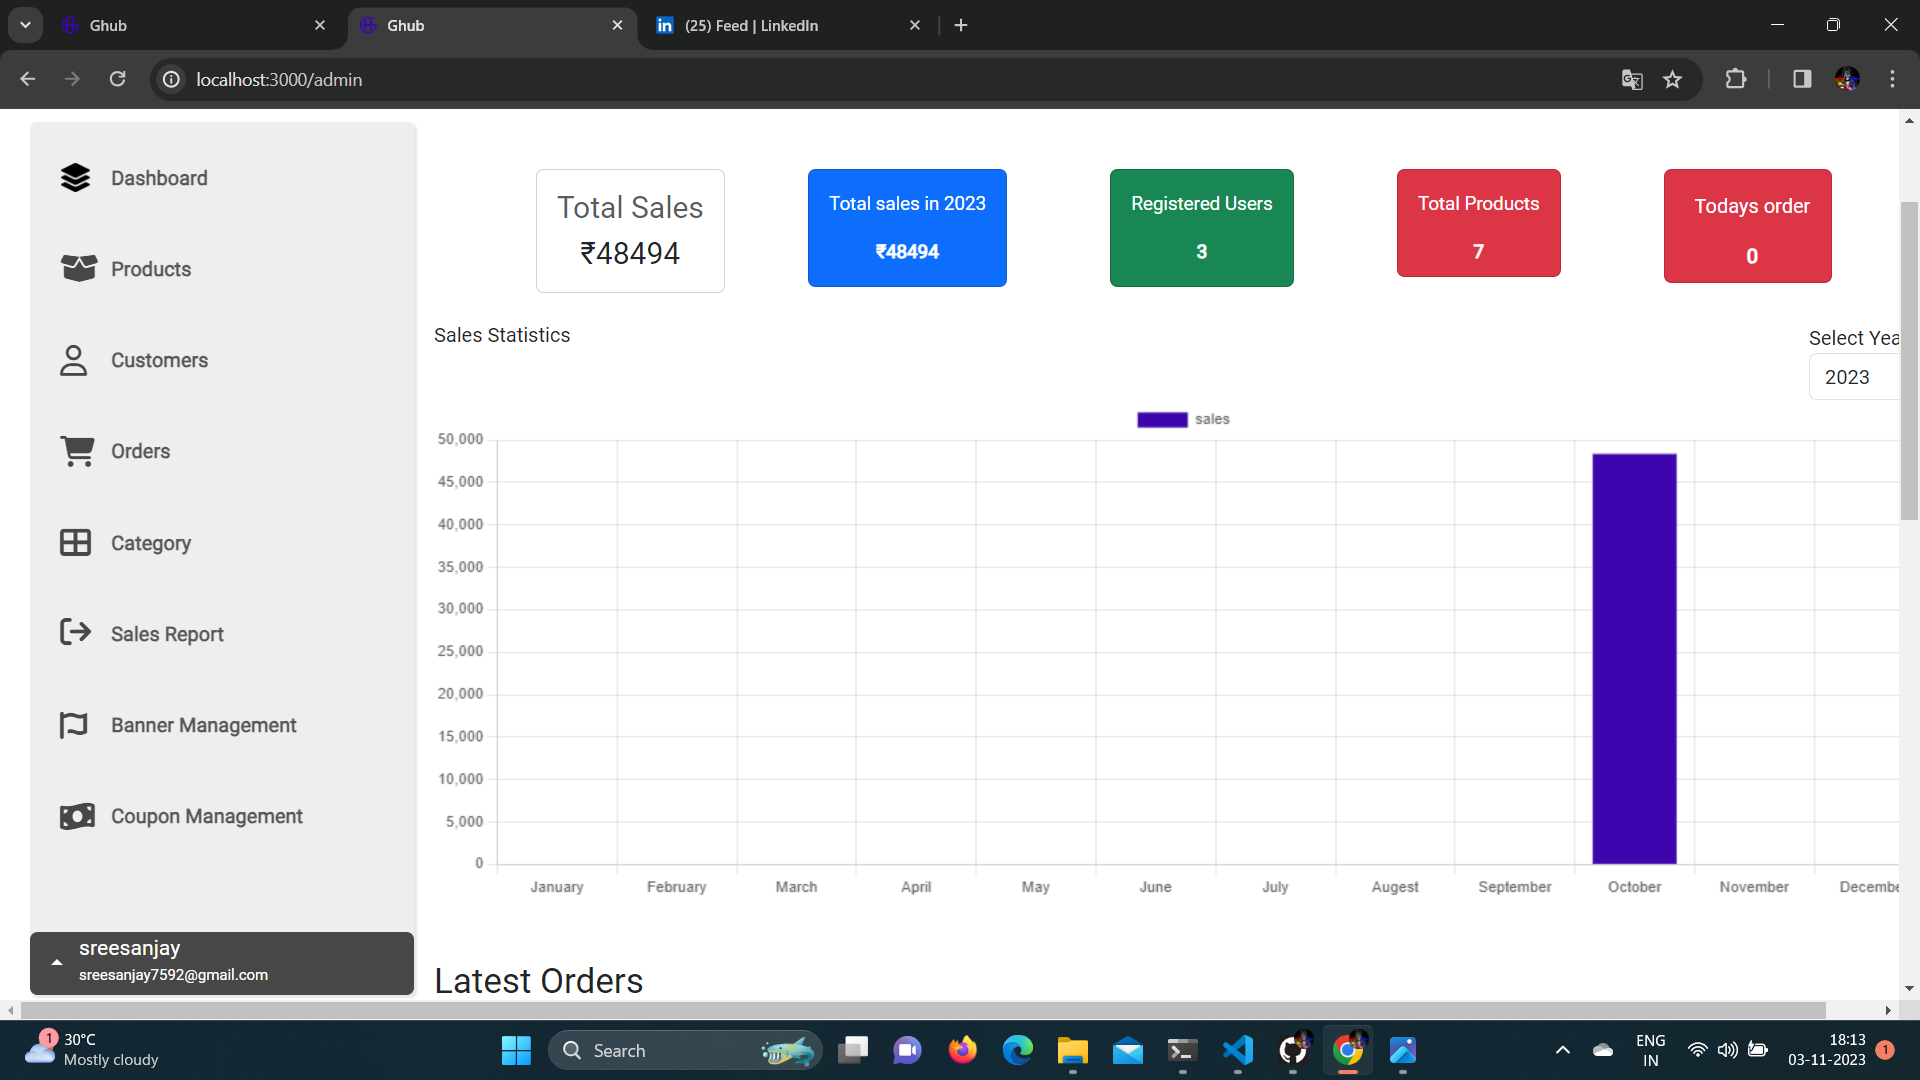 Ghub
Ghub
(25) Feed | LinkedIn
localhost:3000/admin
Dashboard
Products
Customers
Orders
Category
Sales Report
Banner Management
Coupon Management
sreesanjay
sreesanjay7592@gmail.com
Total Sales
₹48494
Total sales in 2023
₹48494
Registered Users
3
Total Products
7
Todays order
0
Sales Statistics
Select Yea
2023
sales
50,000
45,000
40,000
35,000
30,000
25,000
20,000
15,000
10,000
5,000
0
January February March April May June July Augest September October November Decembe
Latest Orders
1
30°C
Mostly cloudy
Search
ENG
IN
18:13
03-11-2023
1